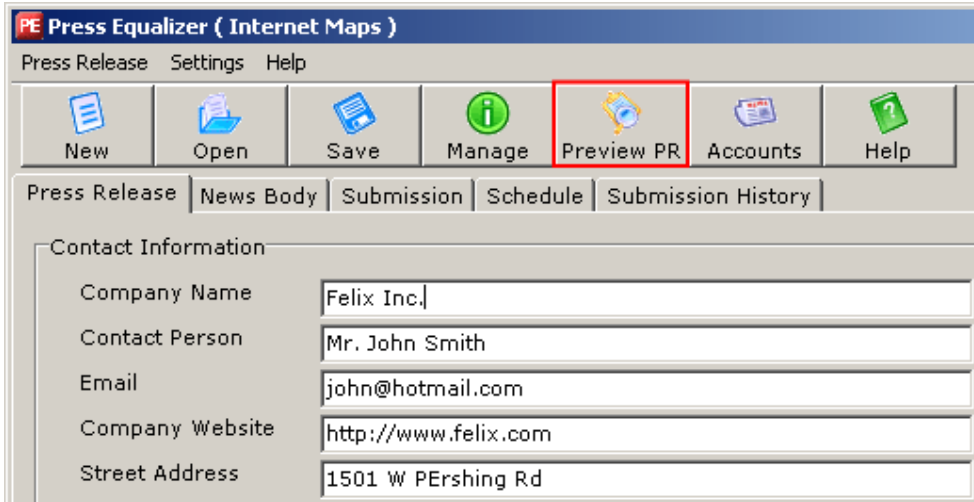 PE Press Equalizer ( Internet Maps )
Press Release Settings Help
New Open Save Manage Preview PR Accounts Help
Press Release News Body Submission Schedule Submission History
Contact Information
Company Name Felix Inc.
Contact Person Mr. John Smith
Email john@hotmail.com
Company Website http://www.felix.com
Street Address 1501 W PErshing Rd